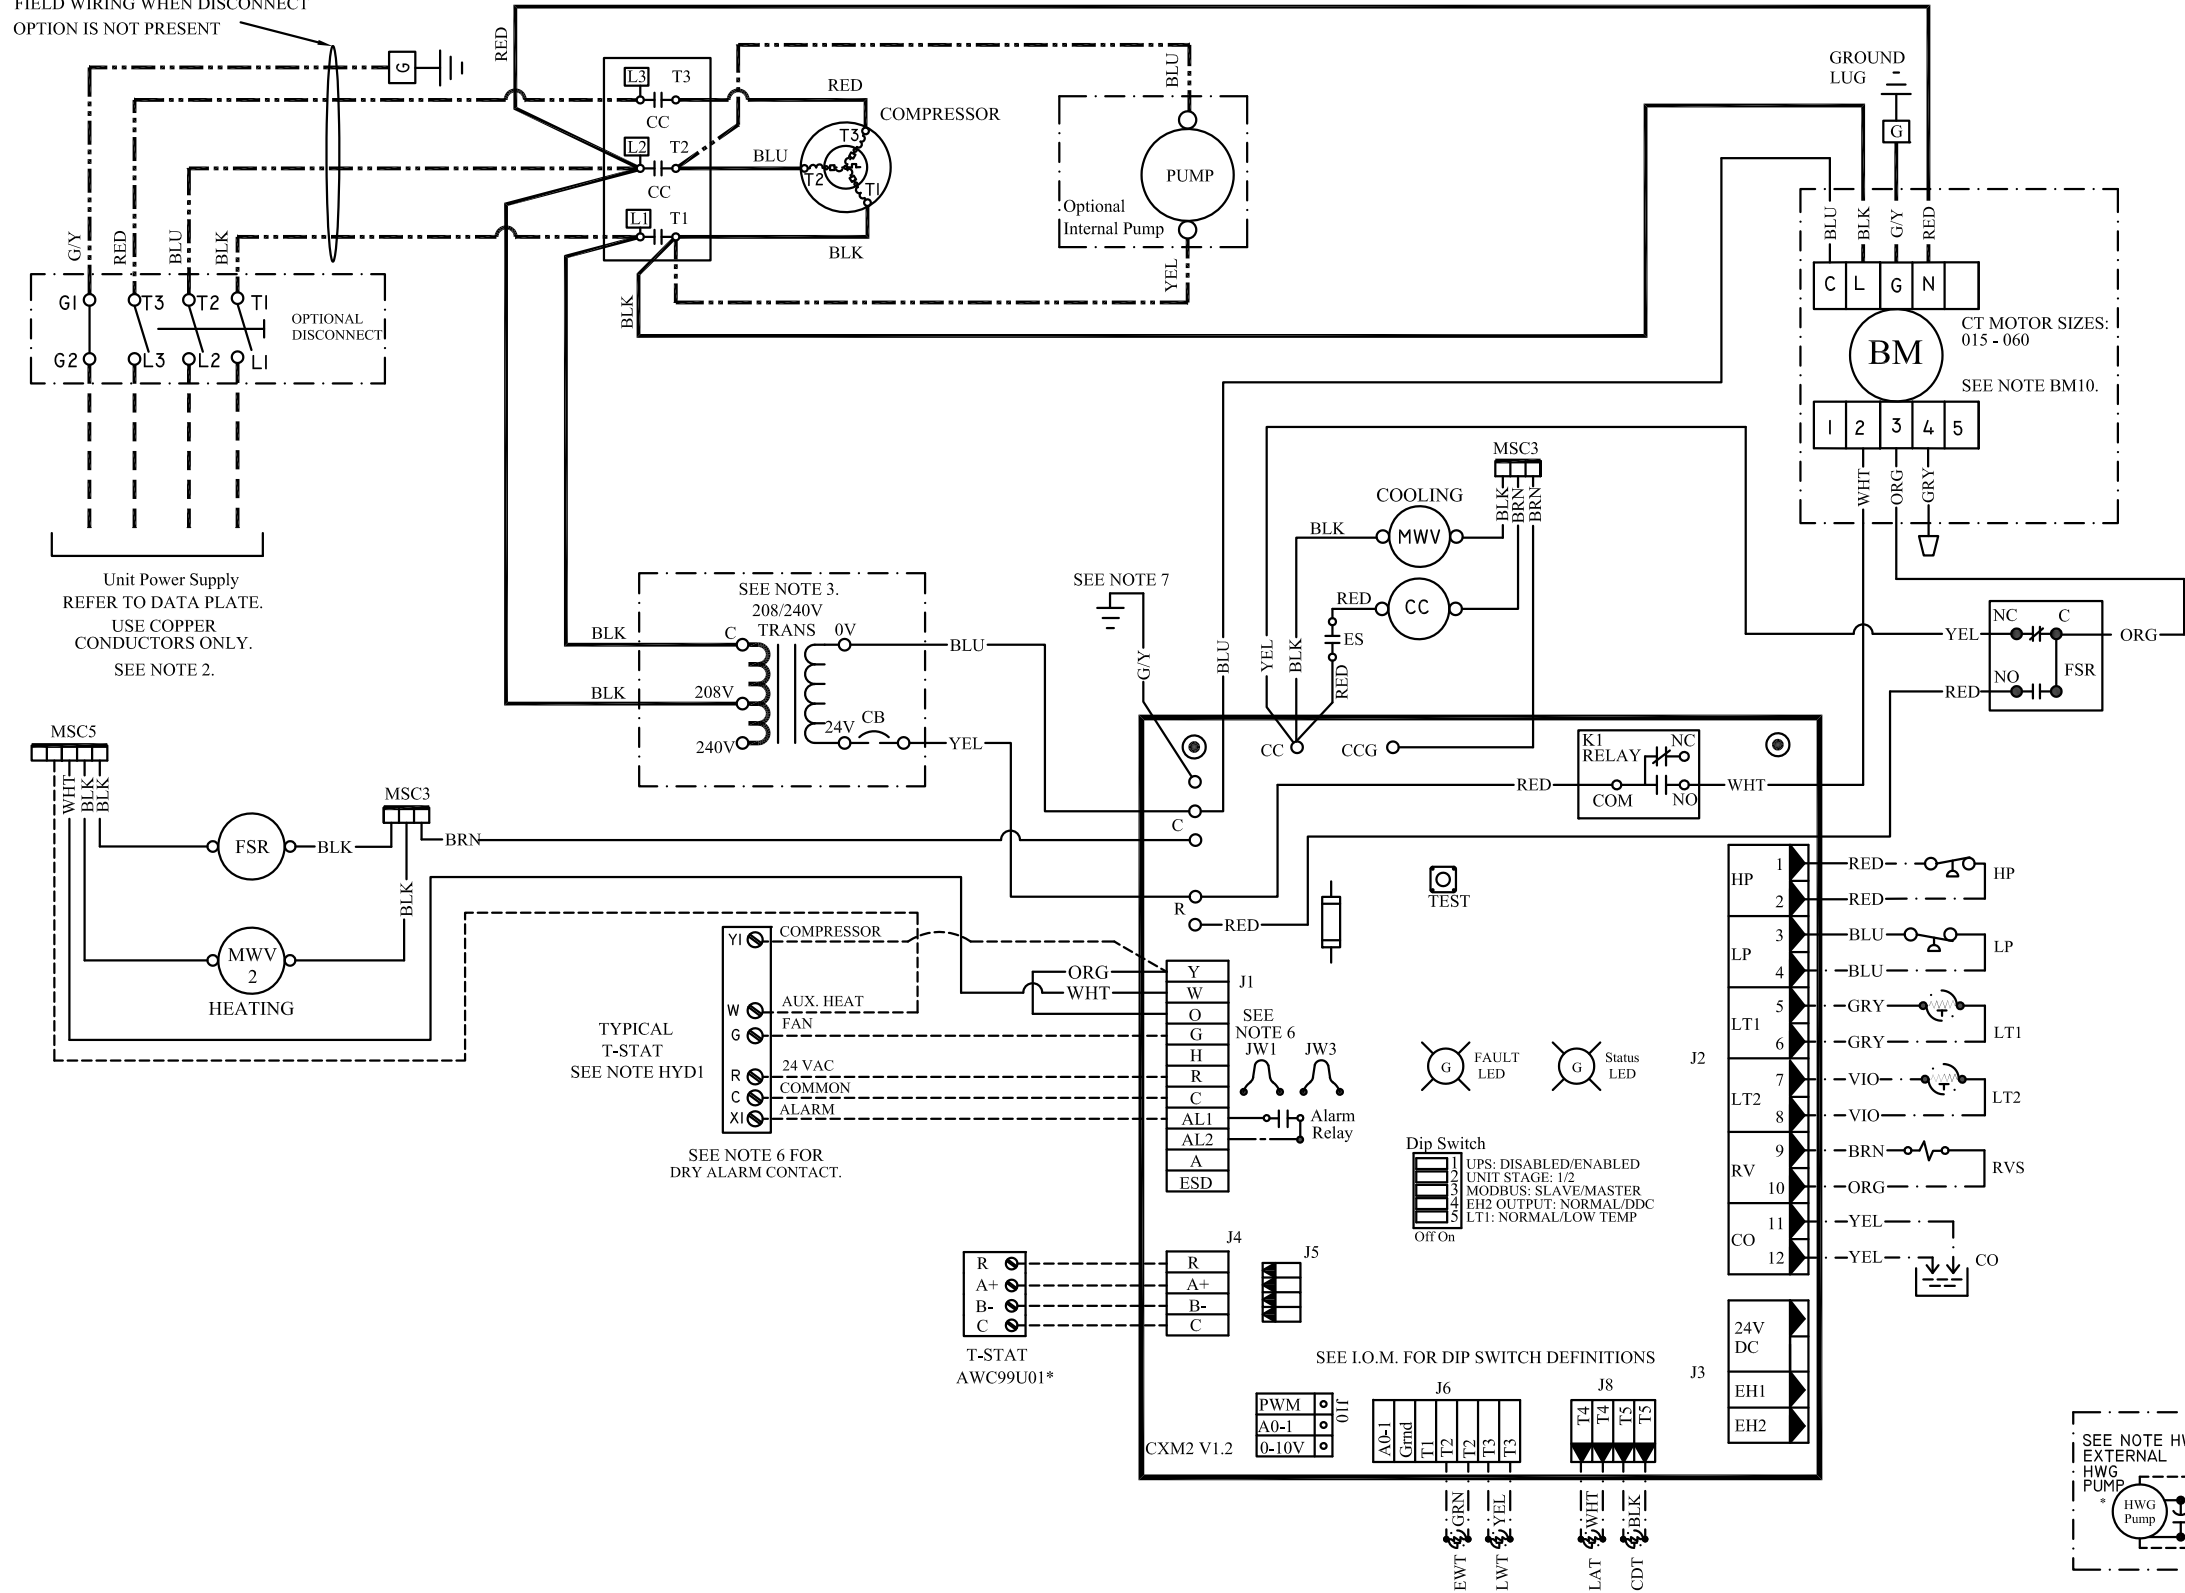 FIELD WIRING WHEN DISCONNECT
OPTION IS NOT PRESENT
G
G/Y
RED
BLU
BLK
G1
T3
T2
T1
OPTIONAL
DISCONNECT
G2
L3
L2
L1
Unit Power Supply
REFER TO DATA PLATE.
USE COPPER
CONDUCTORS ONLY.
SEE NOTE 2.
RED
L3
T3
CC
L2
T2
CC
L1
T1
RED
COMPRESSOR
T3
BLU
T2
T1
BLK
BLK
BLU
PUMP
Optional
Internal Pump
YEL
GROUND
LUG
G
BLU
BLK
G/Y
RED
C
L
G
N
BM
CT MOTOR SIZES:
015 - 060
SEE NOTE BM10.
1
2
3
4
5
WHT
ORG
GRY
NC
C
YEL
ORG
FSR
NO
RED
MSC3
COOLING
BLK
BRN
BRN
BLK
MWV
RED
CC
ES
RED
SEE NOTE 7
G/Y
BLU
YEL
BLK
SEE NOTE 3.
208/240V
TRANS
BLK
C
0V
BLU
BLK
208V
24V
CB
240V
YEL
MSC5
WHT
BLK
BLK
MSC3
FSR
BLK
BRN
BLK
MWV
2
HEATING
CC
CCG
K1
RELAY
NC
RED
COM
NO
WHT
C
R
RED
TEST
Y1
COMPRESSOR
W
AUX. HEAT
G
FAN
R
24 VAC
C
COMMON
X1
ALARM
TYPICAL
T-STAT
SEE NOTE HYD1
SEE NOTE 6 FOR
DRY ALARM CONTACT.
ORG
WHT
Y
W
O
G
H
R
C
AL1
AL2
A
ESD
J1
SEE
NOTE 6
JW1
JW3
Alarm
Relay
G
FAULT
LED
G
Status
LED
Dip Switch
1 UPS: DISABLED/ENABLED
2 UNIT STAGE: 1/2
3 MODBUS: SLAVE/MASTER
4 EH2 OUTPUT: NORMAL/DDC
5 LT1: NORMAL/LOW TEMP
Off On
HP
1
RED
HP
2
RED
LP
3
BLU
LP
4
BLU
LT1
5
GRY
LT1
6
GRY
J2
LT2
7
VIO
LT2
8
VIO
RV
9
BRN
RVS
10
ORG
CO
11
YEL
12
YEL
CO
R
A+
B-
C
T-STAT
AWC99U01*
J4
R
A+
B-
C
J5
SEE I.O.M. FOR DIP SWITCH DEFINITIONS
24V
DC
J3
EH1
EH2
CXM2 V1.2
PWM
A0-1
0-10V
J10
J6
A0-1
Grnd
T1
T2
T2
T3
T3
J8
T4
T4
T5
T5
GRN
YEL
WHT
BLK
EWT
LWT
LAT
CDT
EXTERNAL
HWG
PUMP
*
HWG
Pump